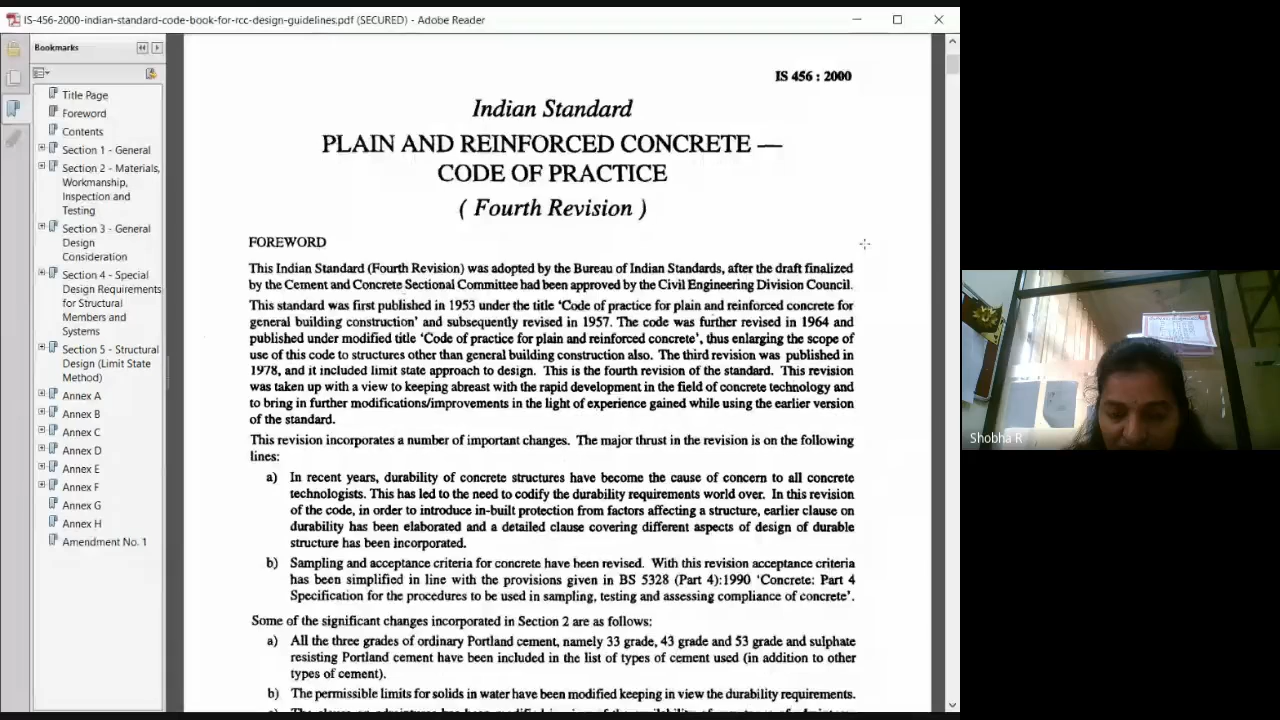 IS-456-2000-indian-standard-code-book-for-rcc-design-guidelines.pdf (SECURED) - Adobe Reader
Bookmarks
Title Page
Foreword
Contents
Section 1 - General
Section 2 - Materials,
Workmanship,
Inspection and
Testing
Section 3 - General
Design
Consideration
Section 4 - Special
Design Requirements
for Structural
Members and
Systems
Section 5 - Structural
Design (Limit State
Method)
Annex A
Annex B
Annex C
Annex D
Annex E
Annex F
Annex G
Annex H
Amendment No. 1
IS 456 : 2000
Indian Standard
PLAIN AND REINFORCED CONCRETE —
CODE OF PRACTICE
( Fourth Revision )
FOREWORD
This Indian Standard (Fourth Revision) was adopted by the Bureau of Indian Standards, after the draft finalized
by the Cement and Concrete Sectional Committee had been approved by the Civil Engineering Division Council.
This standard was first published in 1953 under the title ‘Code of practice for plain and reinforced concrete for
general building construction’ and subsequently revised in 1957. The code was further revised in 1964 and
published under modified title ‘Code of practice for plain and reinforced concrete’, thus enlarging the scope of
use of this code to structures other than general building construction also. The third revision was published in
1978, and it included limit state approach to design. This is the fourth revision of the standard. This revision
was taken up with a view to keeping abreast with the rapid development in the field of concrete technology and
to bring in further modifications/improvements in the light of experience gained while using the earlier version
of the standard.
This revision incorporates a number of important changes. The major thrust in the revision is on the following
lines:
a) In recent years, durability of concrete structures have become the cause of concern to all concrete
technologists. This has led to the need to codify the durability requirements world over. In this revision
of the code, in order to introduce in-built protection from factors affecting a structure, earlier clause on
durability has been elaborated and a detailed clause covering different aspects of design of durable
structure has been incorporated.
b) Sampling and acceptance criteria for concrete have been revised. With this revision acceptance criteria
has been simplified in line with the provisions given in BS 5328 (Part 4):1990 ‘Concrete: Part 4
Specification for the procedures to be used in sampling, testing and assessing compliance of concrete’.
Some of the significant changes incorporated in Section 2 are as follows:
a) All the three grades of ordinary Portland cement, namely 33 grade, 43 grade and 53 grade and sulphate
resisting Portland cement have been included in the list of types of cement used (in addition to other
types of cement).
b) The permissible limits for solids in water have been modified keeping in view the durability requirements.
Shobha R